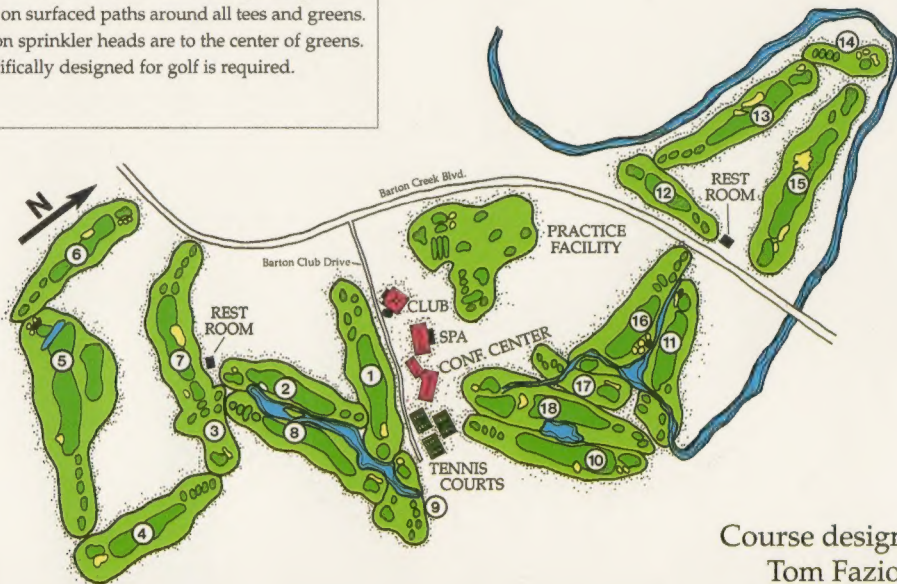 on surfaced paths around all tees and greens.
on sprinkler heads are to the center of greens.
ifically designed for golf is required.
14
13
12
REST
ROOM
15
N
Barton Creek Blvd.
6
PRACTICE
FACILITY
Barton Club Drive
REST
ROOM
CLUB
16
5
7
SPA
11
CONF. CENTER
1
2
17
3
18
8
10
TENNIS
COURTS
9
4
Course design
Tom Fazio